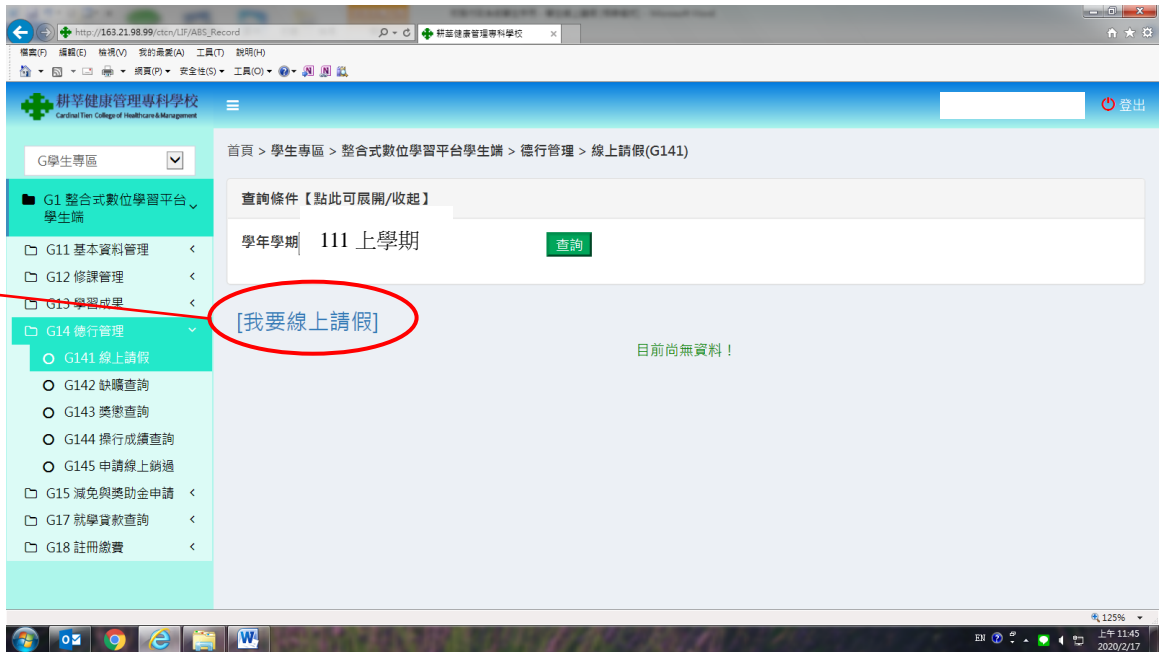 http://163.21.98.99/ctcn/LIF/ABS_Record
耕莘健康管理專科學校
檔案(F) 編輯(E) 檢視(V) 我的最愛(A) 工具(T) 說明(H)
網頁(P) 安全性(S) 工具(O)
耕莘健康管理專科學校
Cardinal Tien College of Healthcare & Management
登出
G學生專區
首頁 > 學生專區 > 整合式數位學習平台學生端 > 德行管理 > 線上請假(G141)
G1 整合式數位學習平台學生端
查詢條件【點此可展開/收起】
學年學期 111 上學期 查詢
G11 基本資料管理
G12 修課管理
G13 學習成果
[我要線上請假]
G14 德行管理
目前尚無資料！
G141 線上請假
G142 缺曠查詢
G143 獎懲查詢
G144 操行成績查詢
G145 申請線上銷過
G15 減免與獎助金申請
G17 就學貸款查詢
G18 註冊繳費
125%
EN
上午 11:45
2020/2/17